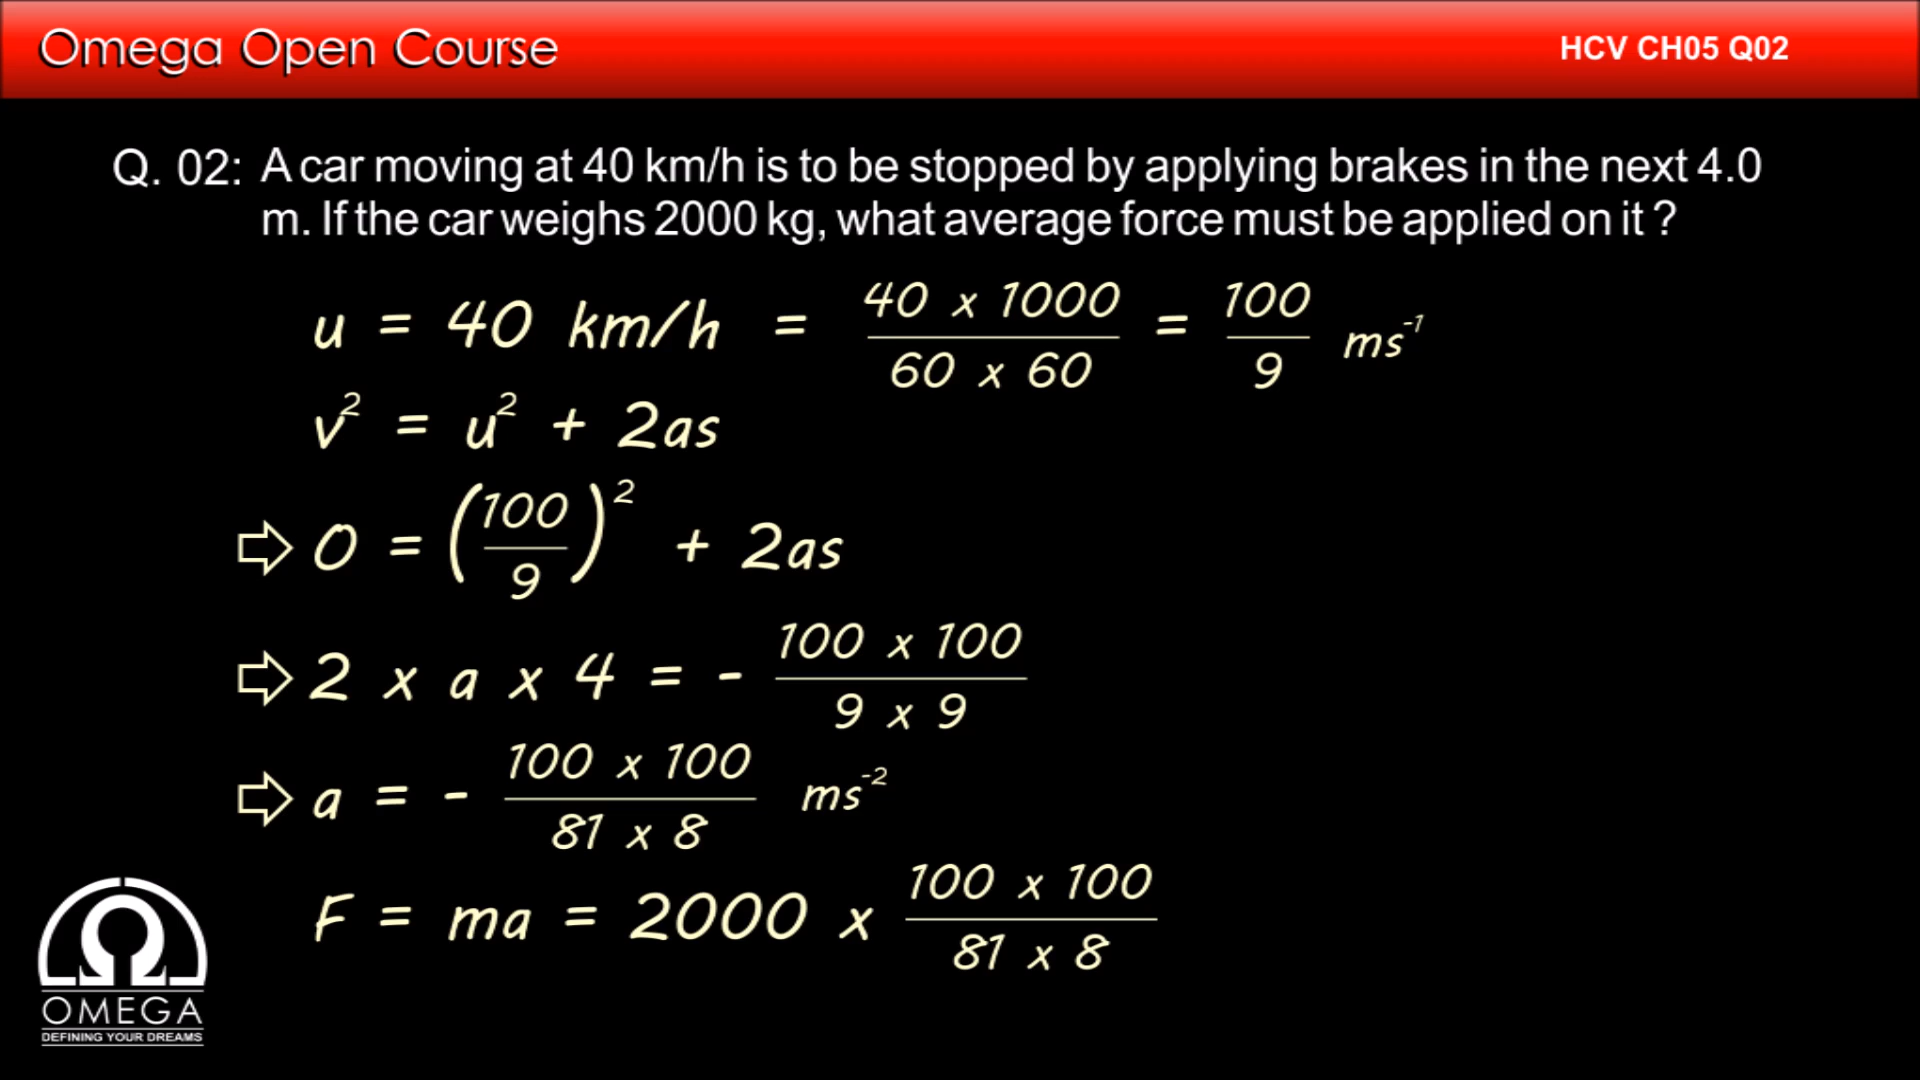 Omega Open Course
HCV CH05 Q02
Q. 02: A car moving at 40 km/h is to be stopped by applying brakes in the next 4.0
m. If the car weighs 2000 kg, what average force must be applied on it ?
u = 40 km/h = (40 x 1000)/(60 x 60) = 100/9 ms⁻¹
v² = u² + 2as
⇨ 0 = (100/9)² + 2as
⇨ 2 x a x 4 = - (100 x 100)/(9 x 9)
⇨ a = - (100 x 100)/(81 x 8) ms⁻²
F = ma = 2000 x (100 x 100)/(81 x 8)
OMEGA
DEFINING YOUR DREAMS